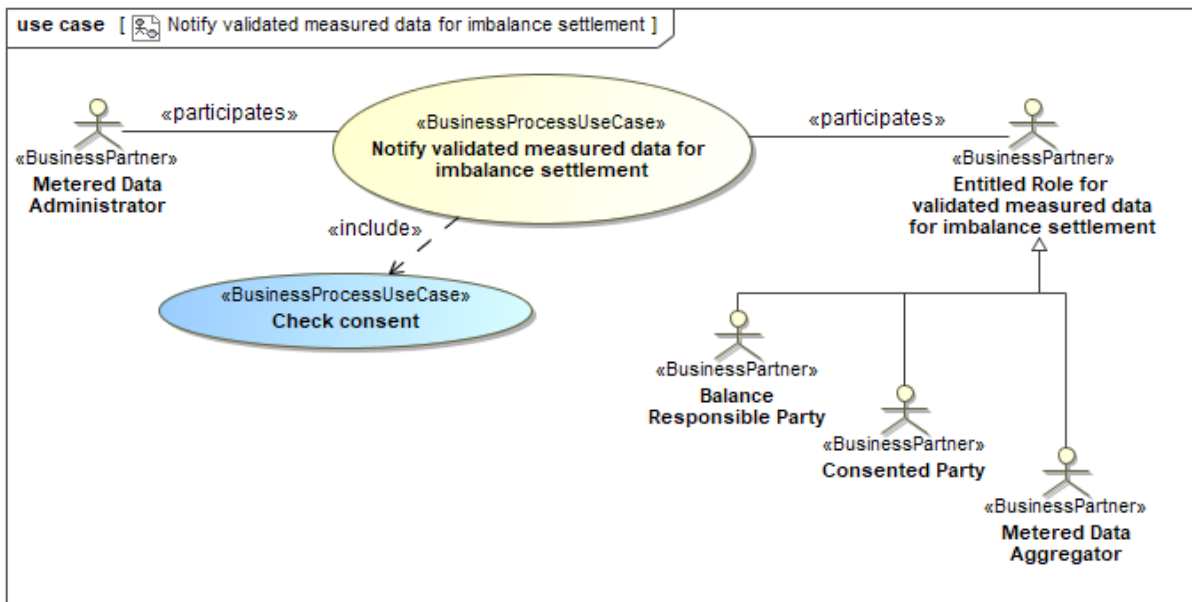 use case [ Notify validated measured data for imbalance settlement ]
«participates»
«BusinessPartner»
Metered Data
Administrator
«BusinessProcessUseCase»
Notify validated measured data for
imbalance settlement
«participates»
«BusinessPartner»
Entitled Role for
validated measured data
for imbalance settlement
«include»
«BusinessProcessUseCase»
Check consent
«BusinessPartner»
Balance
Responsible Party
«BusinessPartner»
Consented Party
«BusinessPartner»
Metered Data
Aggregator